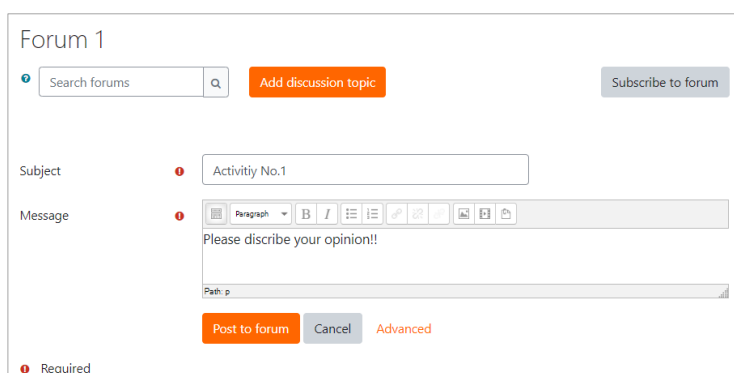 Forum 1
Search forums
Add discussion topic
Subscribe to forum
Subject
Activitiy No.1
Message
Paragraph
B I
Please discribe your opinion!!
Path: p
Post to forum
Cancel
Advanced
Required